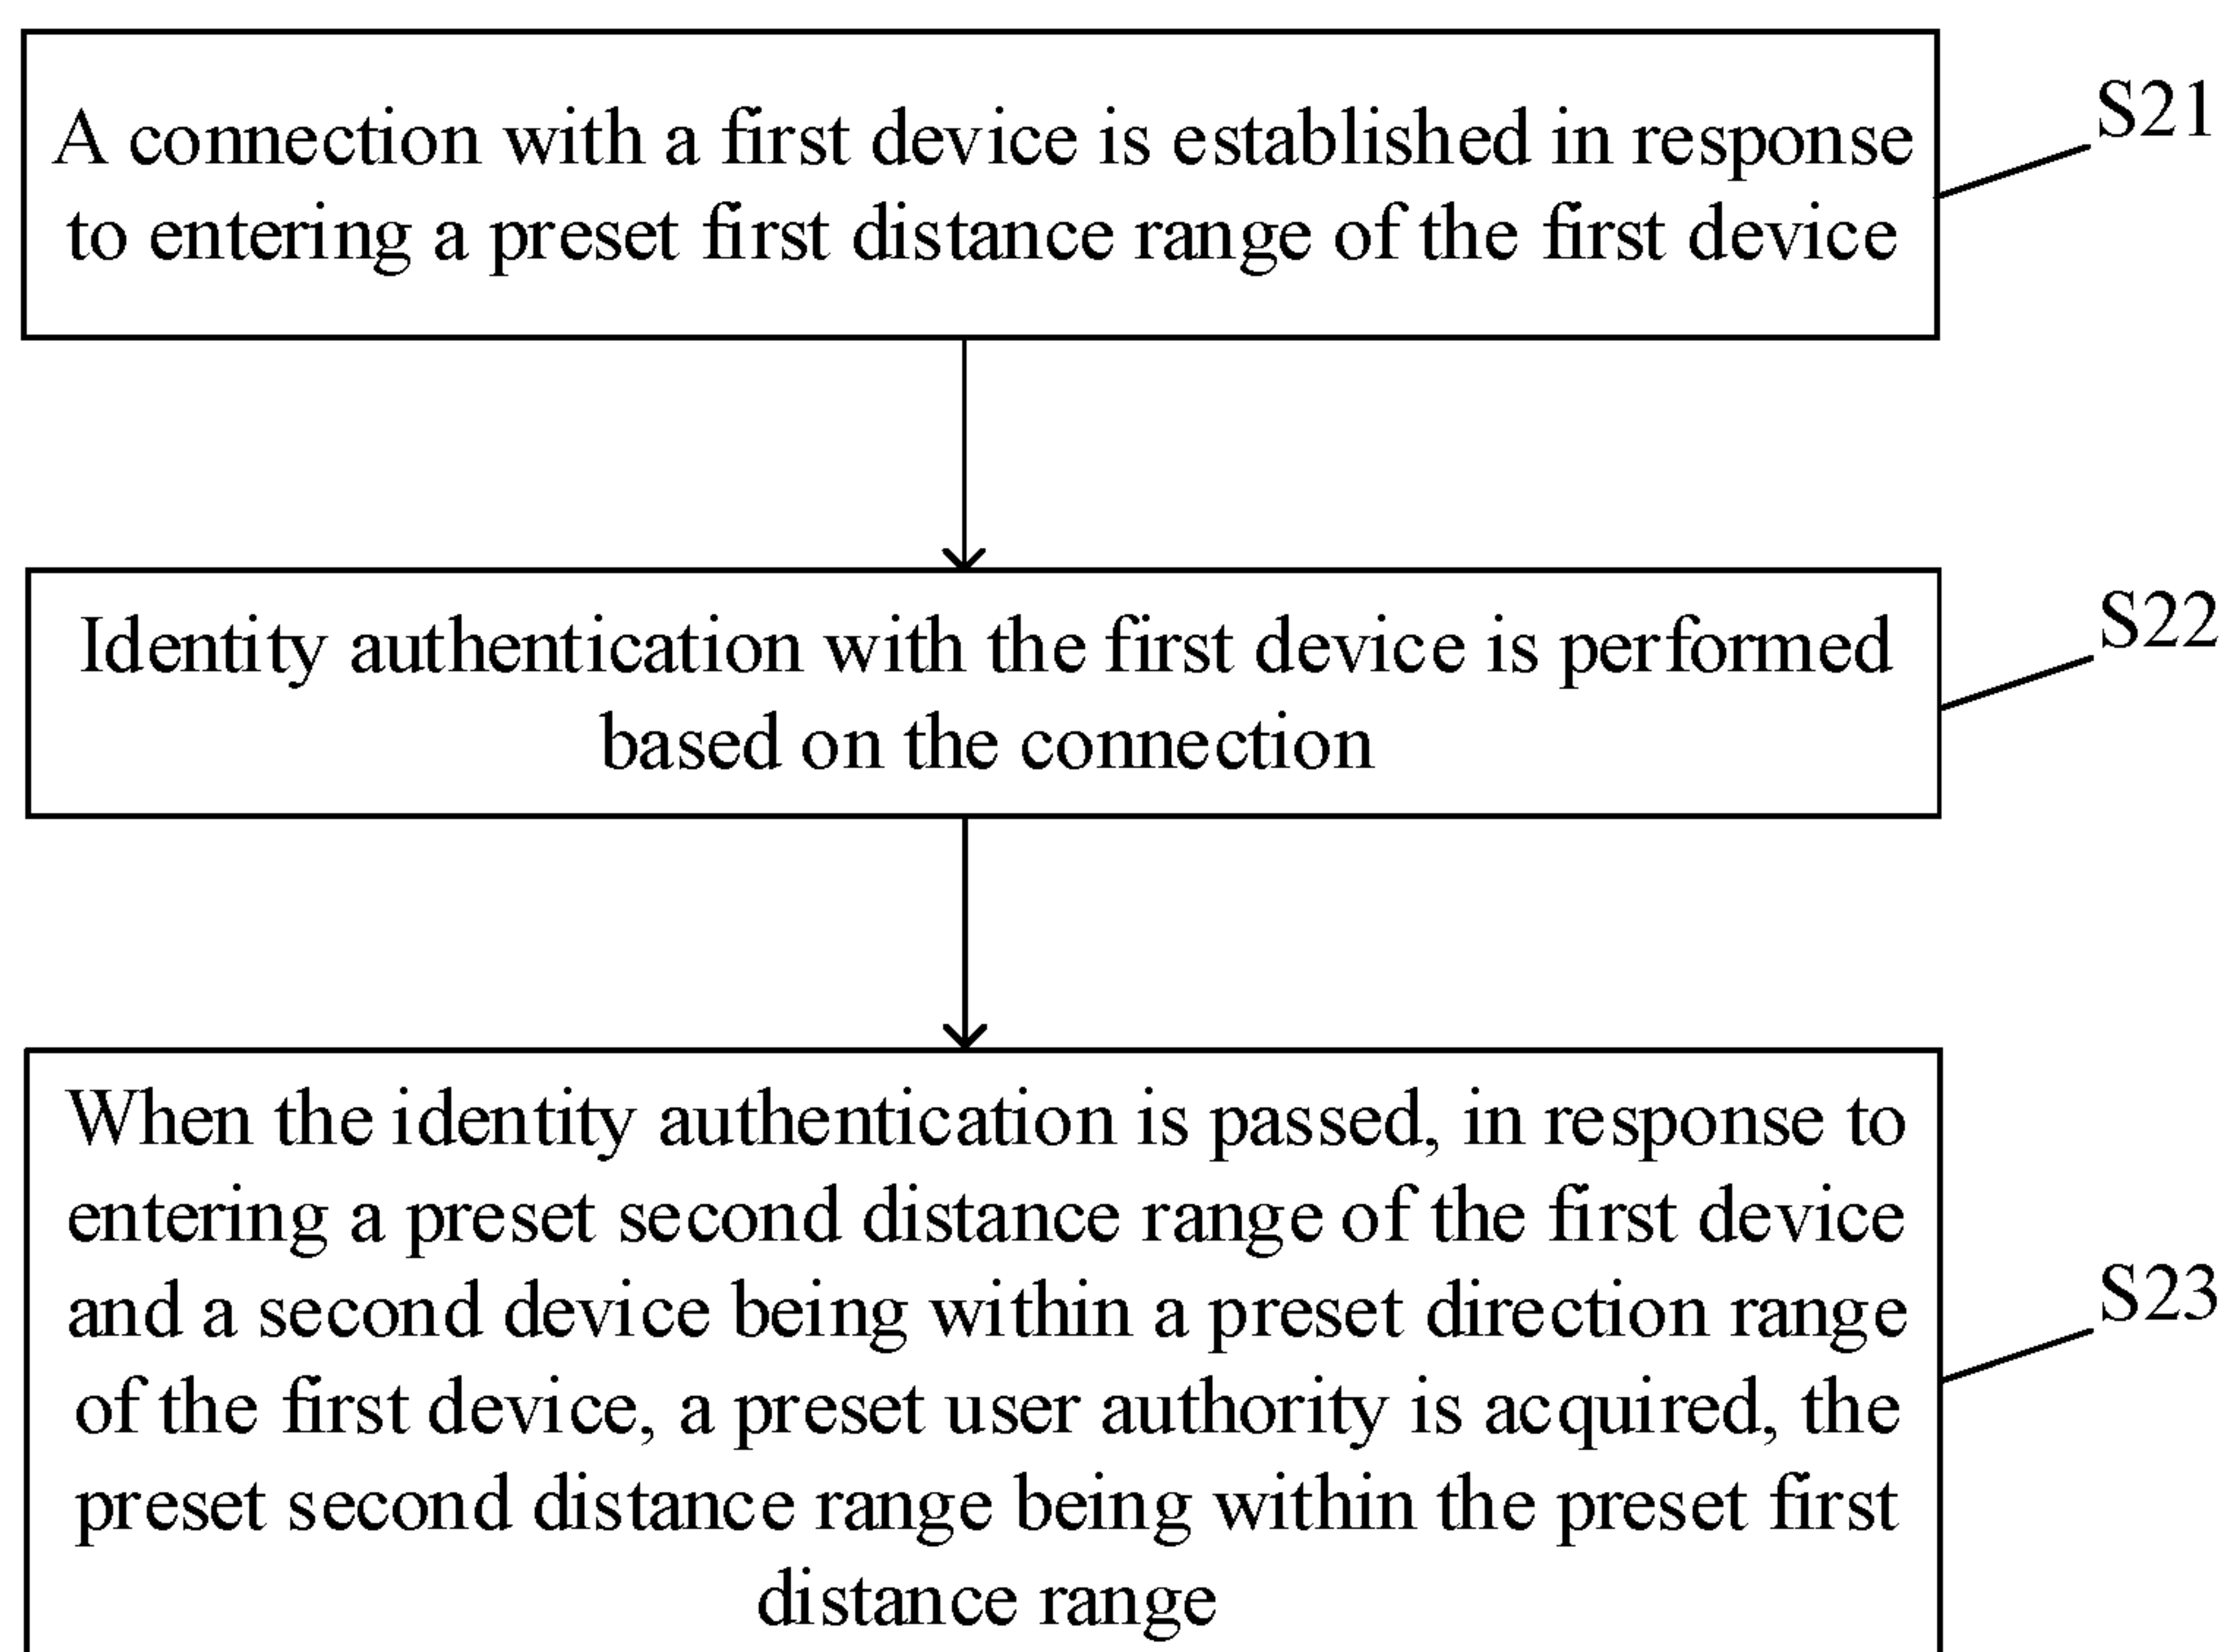 A connection with a first device is established in response
to entering a preset first distance range of the first device
S21
Identity authentication with the first device is performed
based on the connection
S22
When the identity authentication is passed, in response to
entering a preset second distance range of the first device
and a second device being within a preset direction range
of the first device, a preset user authority is acquired, the
preset second distance range being within the preset first
distance range
S23